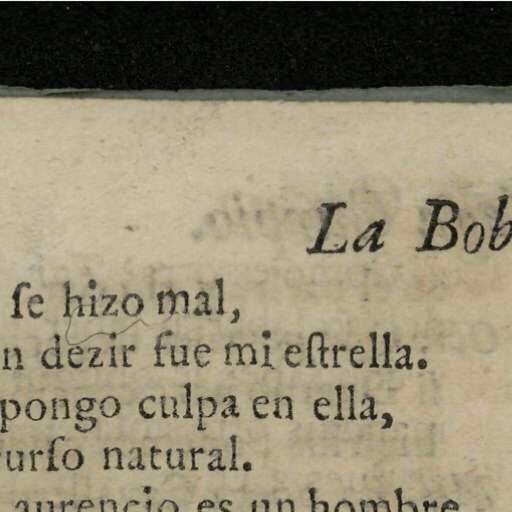 La Bob
ſe hizo mal,
n dezir fue mi eſtrella.
pongo culpa en ella,
urſo natural.
aurencio es un hombre